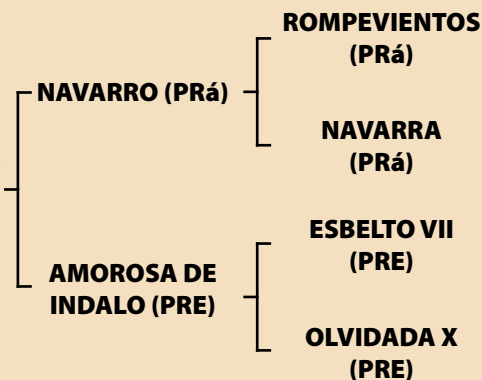 ROMPEVIENTOS
(PRá)
NAVARRO (PRá)
NAVARRA
(PRá)
ESBELTO VII
(PRE)
AMOROSA DE
INDALO (PRE)
OLVIDADA X
(PRE)